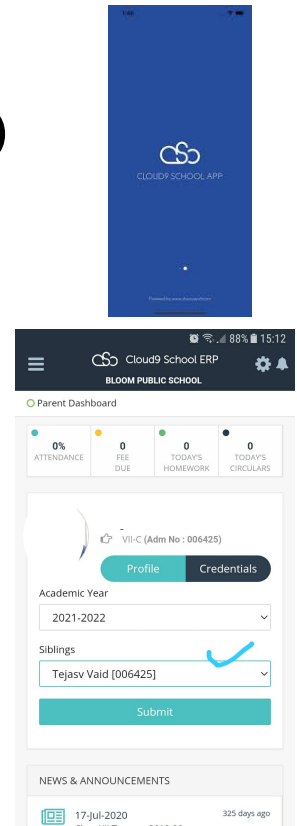 CLOUD9 SCHOOL APP
88% 15:12
Cloud9 School ERP
BLOOM PUBLIC SCHOOL
Parent Dashboard
0% 0 0 0
ATTENDANCE FEE TODAY'S TODAY'S
DUE HOMEWORK CIRCULARS
-
VII-C (Adm No : 006425)
Profile Credentials
Academic Year
2021-2022
Siblings
Tejasv Vaid [006425]
Submit
NEWS & ANNOUNCEMENTS
17-Jul-2020 325 days ago